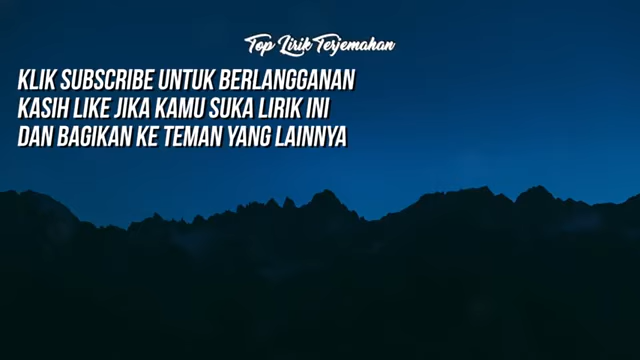 Top Lirik Terjemahan
KLIK SUBSCRIBE UNTUK BERLANGGANAN
KASIH LIKE JIKA KAMU SUKA LIRIK INI
DAN BAGIKAN KE TEMAN YANG LAINNYA